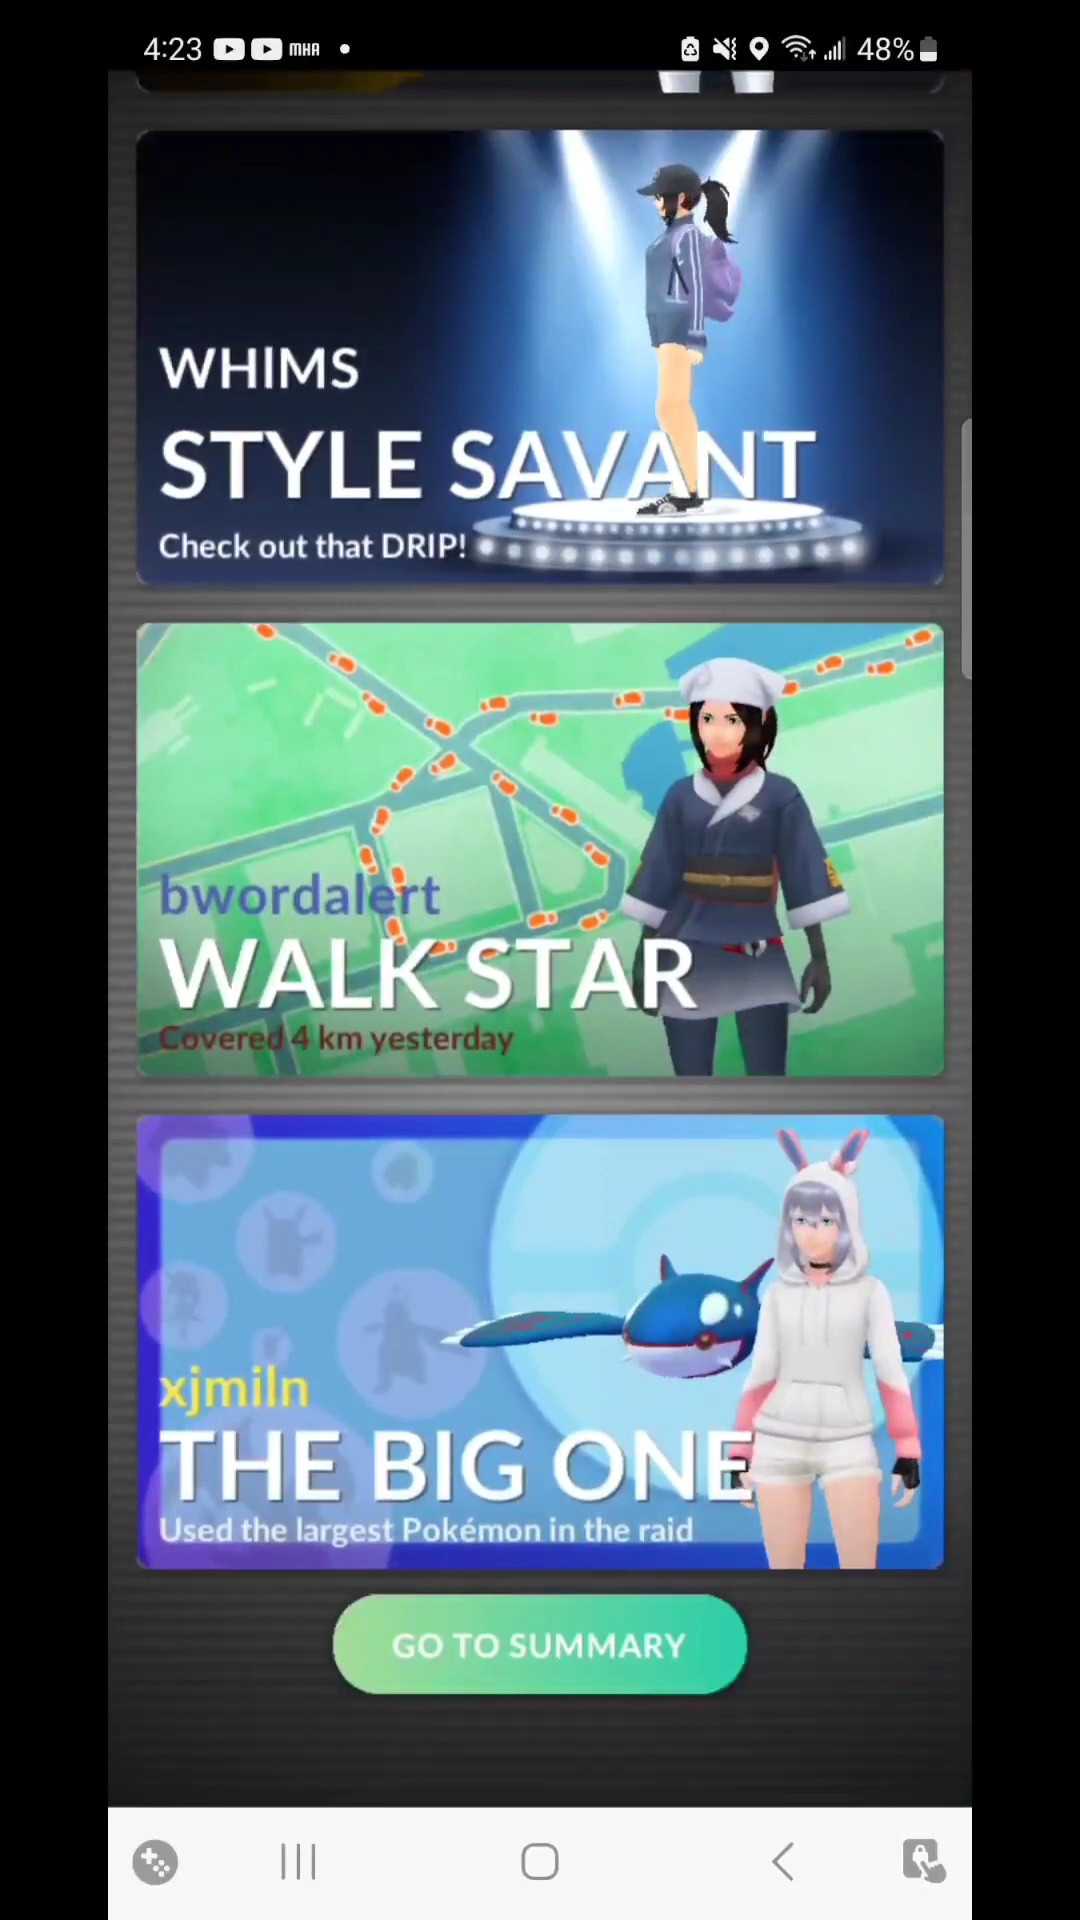 4:23 MHA 48%
WHIMS
STYLE SAVANT
Check out that DRIP!
bwordalert
WALK STAR
Covered 4 km yesterday
xjmiln
THE BIG ONE
Used the largest Pokémon in the raid
GO TO SUMMARY